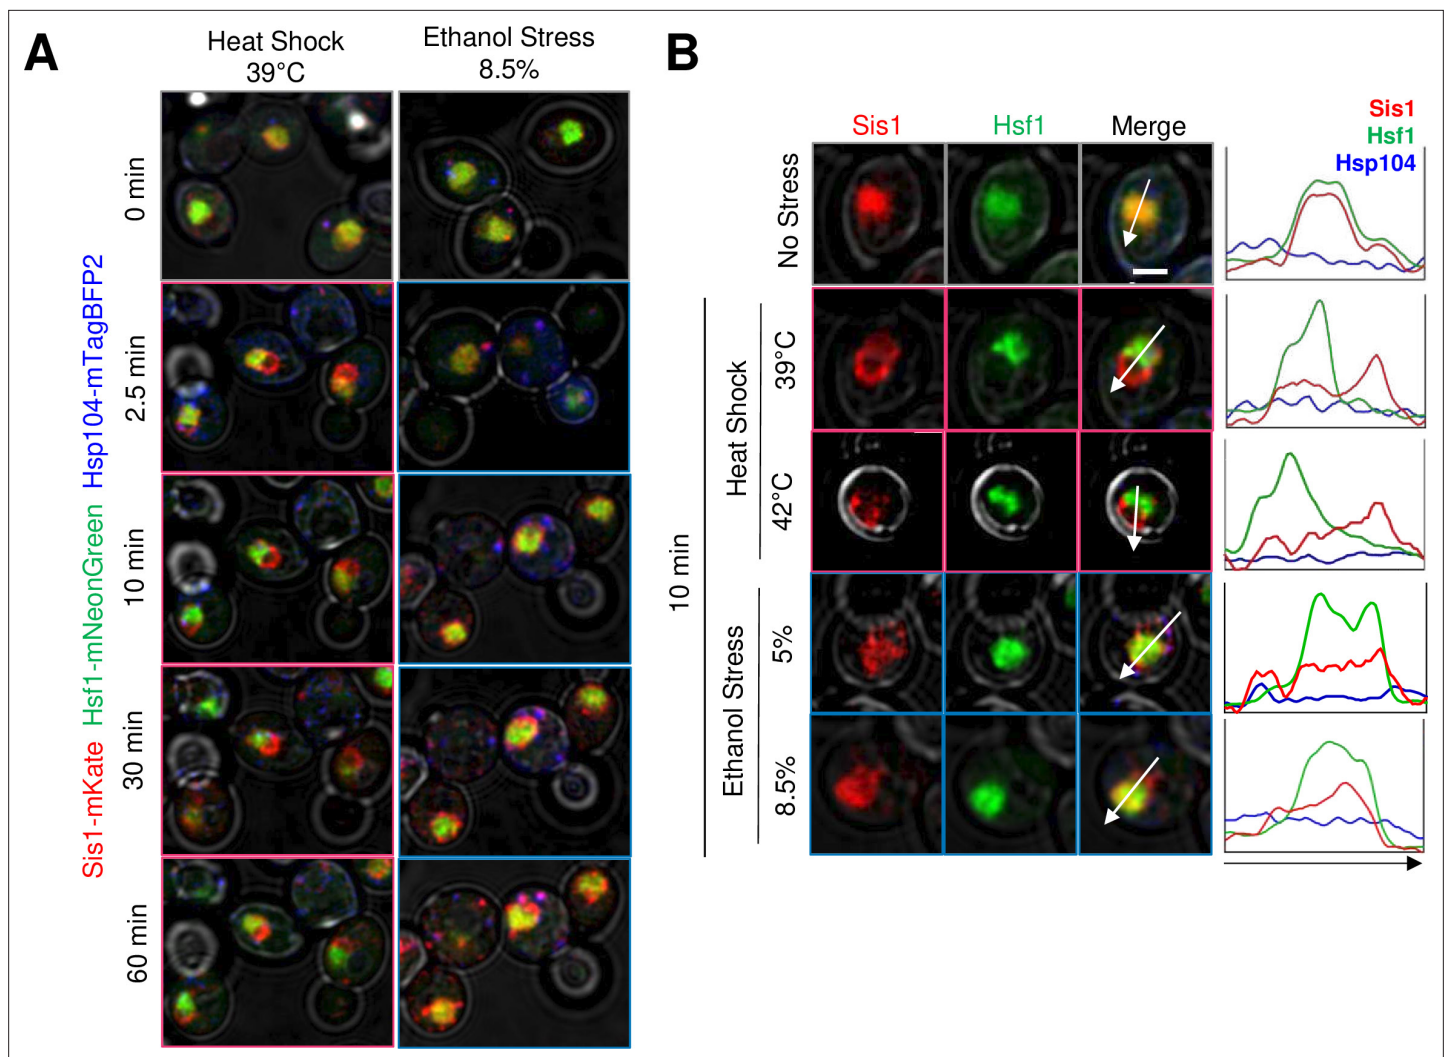 A
Heat Shock
39°C
Ethanol Stress
8.5%
Sis1-mKate Hsf1-mNeonGreen Hsp104-mTagBFP2
0 min
2.5 min
10 min
30 min
60 min
B
Sis1
Hsf1
Merge
Sis1
Hsf1
Hsp104
No Stress
10 min
Heat Shock
39°C
42°C
Ethanol Stress
5%
8.5%